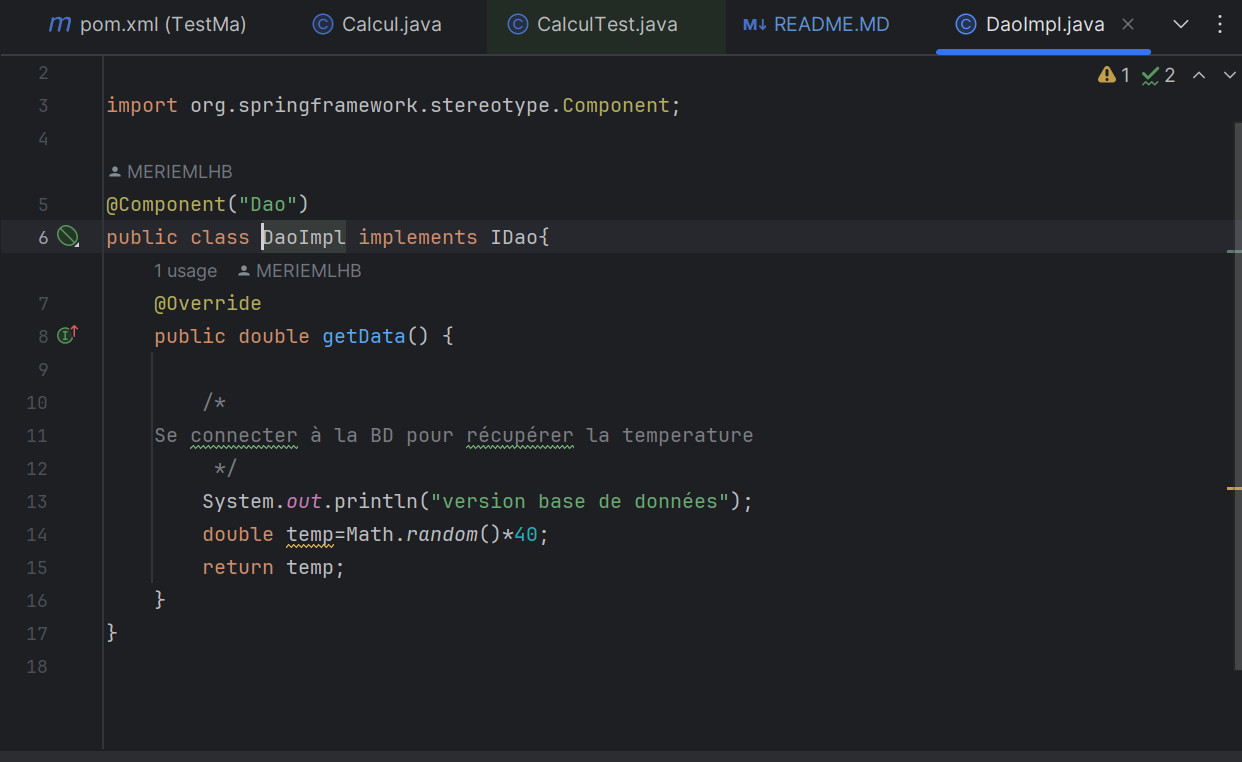 m pom.xml (TestMa) C Calcul.java C CalculTest.java M↓ README.MD C DaoImpl.java
1 2
2
3 import org.springframework.stereotype.Component;
4
MERIEMLHB
5 @Component("Dao")
6 public class DaoImpl implements IDao{
1 usage MERIEMLHB
7 @Override
8 public double getData() {
9
10 /*
11 Se connecter à la BD pour récupérer la temperature
12 */
13 System.out.println("version base de données");
14 double temp=Math.random()*40;
15 return temp;
16 }
17 }
18